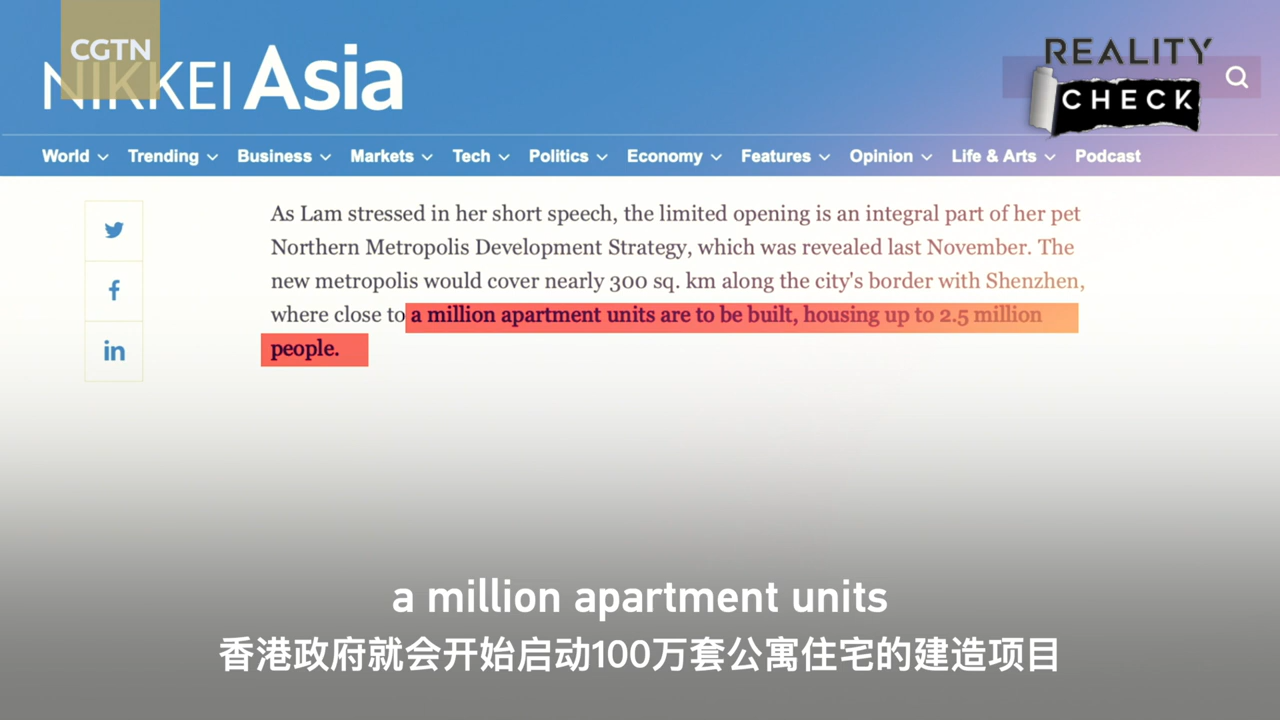 CGTN
NIKKEI Asia
REALITY
CHECK
World Trending Business Markets Tech Politics Economy Features Opinion Life & Arts Podcast
As Lam stressed in her short speech, the limited opening is an integral part of her pet
Northern Metropolis Development Strategy, which was revealed last November. The
new metropolis would cover nearly 300 sq. km along the city's border with Shenzhen,
where close to a million apartment units are to be built, housing up to 2.5 million
people.
a million apartment units
香港政府就会开始启动100万套公寓住宅的建造项目